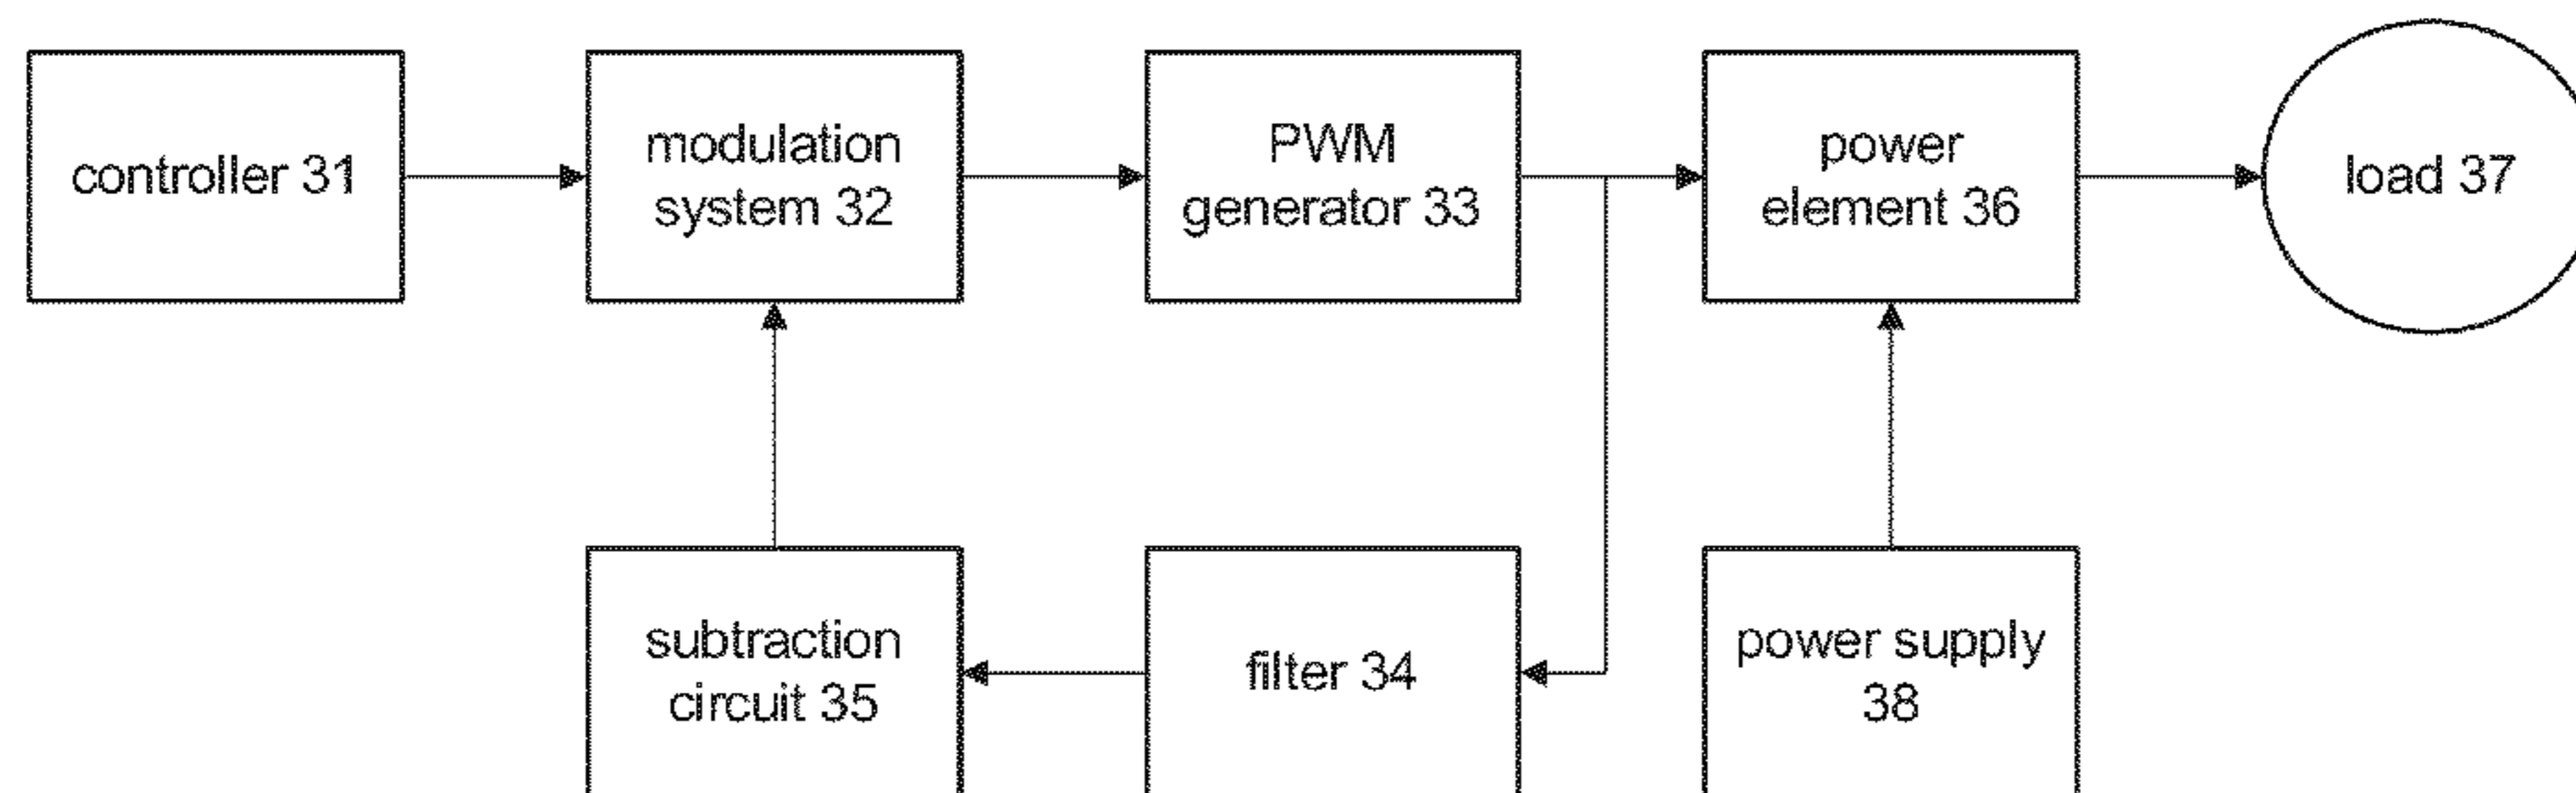 controller 31
modulation
system 32
PWM
generator 33
power
element 36
load 37
subtraction
circuit 35
filter 34
power supply
38